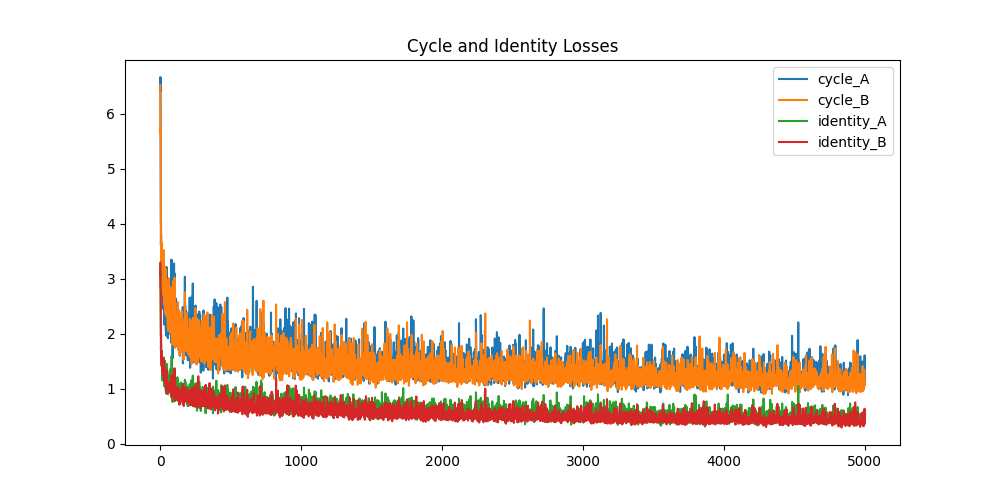 Cycle and Identity Losses
cycle_A
cycle_B
identity_A
identity_B
6
5
4
3
2
1
0
0 1000 2000 3000 4000 5000